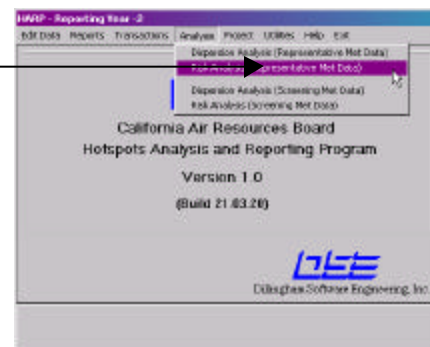 HARP - Reporting Year -2
Edit Data Reports Transactions Analyses Project Utilities Help Exit
Dispersion Analysis (Representative Met Data)
Risk Analysis (Representative Met Data)
Dispersion Analysis (Screening Met Data)
Risk Analysis (Screening Met Data)
California Air Resources Board
Hotspots Analysis and Reporting Program
Version 1.0
(Build 21.03.20)
DSE
Dillingham Software Engineering, Inc